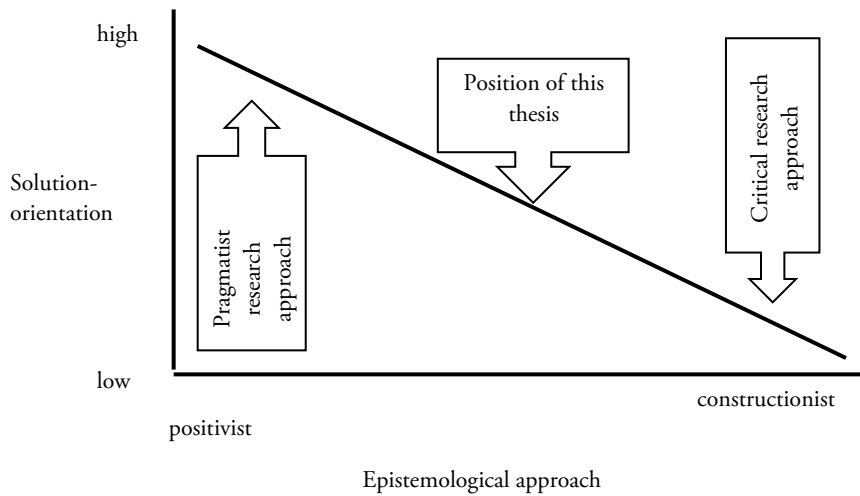 high
Position of this
thesis
Critical research
approach
Solution-
orientation
Pragmatist
research
approach
low
constructionist
positivist
Epistemological approach